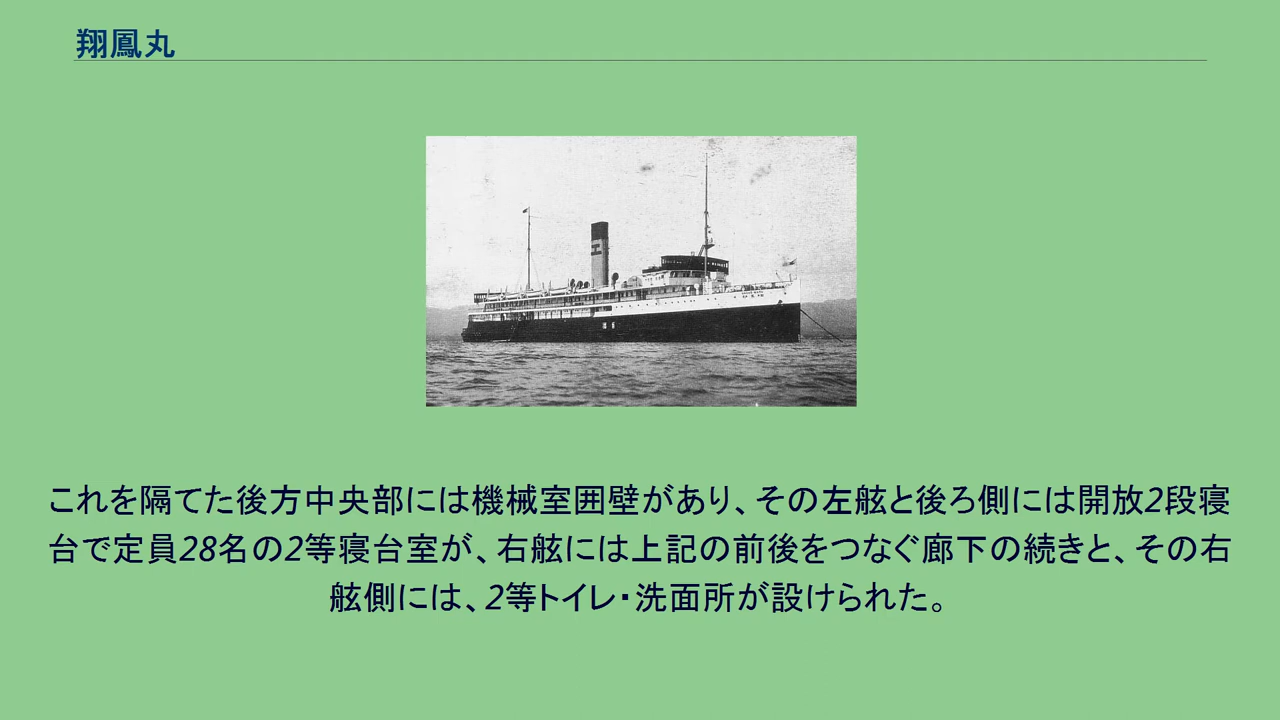 翔鳳丸
工
これを隔てた後方中央部には機械室囲壁があり、その左舷と後ろ側には開放2段寝
台で定員28名の2等寝台室が、右舷には上記の前後をつなぐ廊下の続きと、その右
舷側には、2等トイレ・洗面所が設けられた。